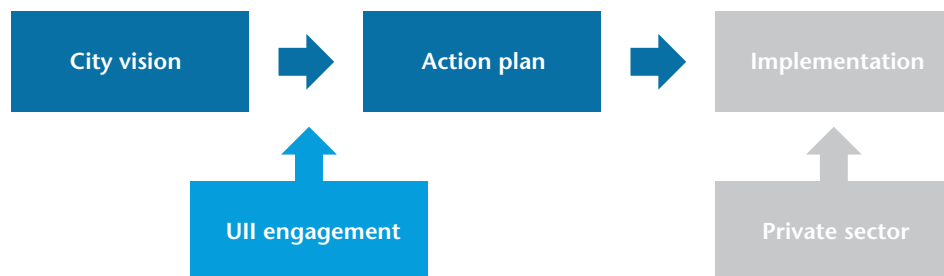 City vision
Action plan
Implementation
UII engagement
Private sector